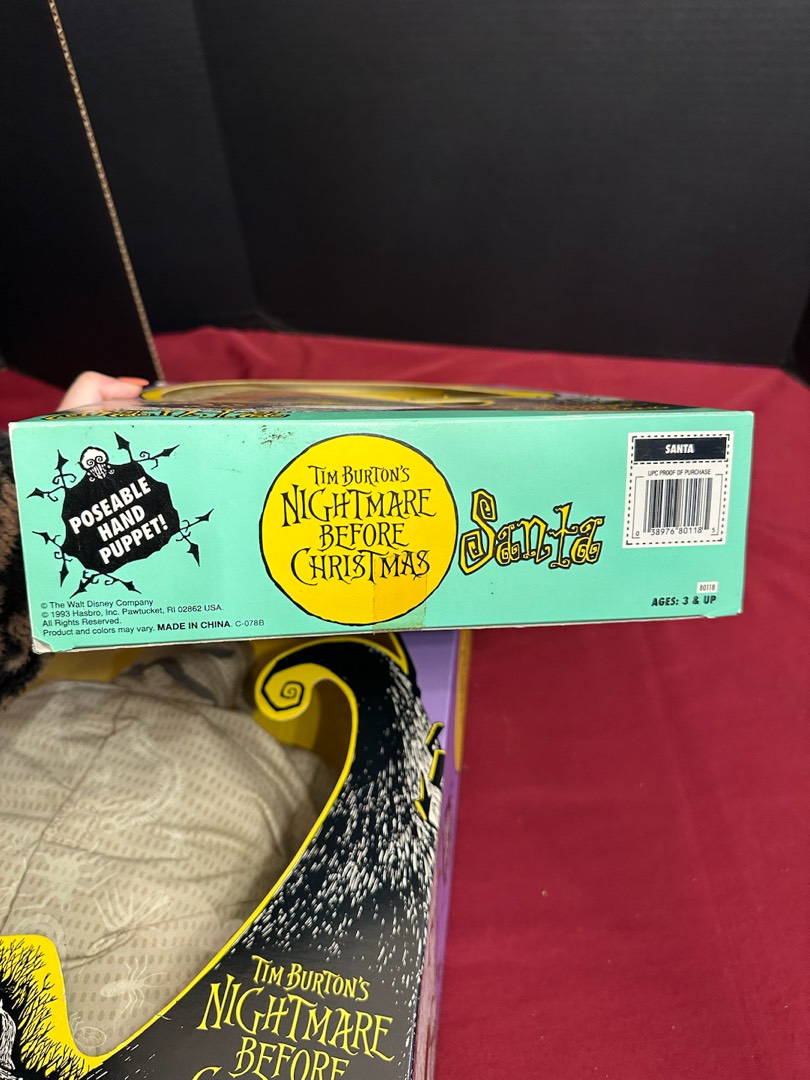 POSEABLE
HAND
PUPPET!
TIM BURTON'S
NIGHTMARE
BEFORE
CHRISTMAS
Santa
SANTA
UPC PROOF OF PURCHASE
0 38976 80118 5
80118
AGES: 3 & UP
© The Walt Disney Company
© 1993 Hasbro, Inc. Pawtucket, RI 02862 USA.
All Rights Reserved.
Product and colors may vary. MADE IN CHINA. C-078B
TIM BURTON'S
NIGHTMARE
BEFORE